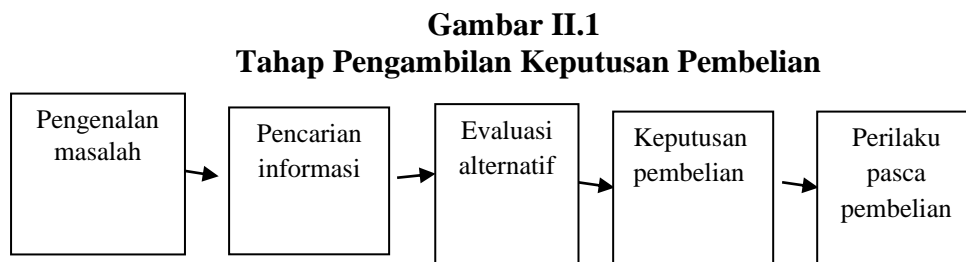 Gambar II.1
Tahap Pengambilan Keputusan Pembelian
Pengenalan
masalah
Pencarian
informasi
Evaluasi
alternatif
Keputusan
pembelian
Perilaku
pasca
pembelian